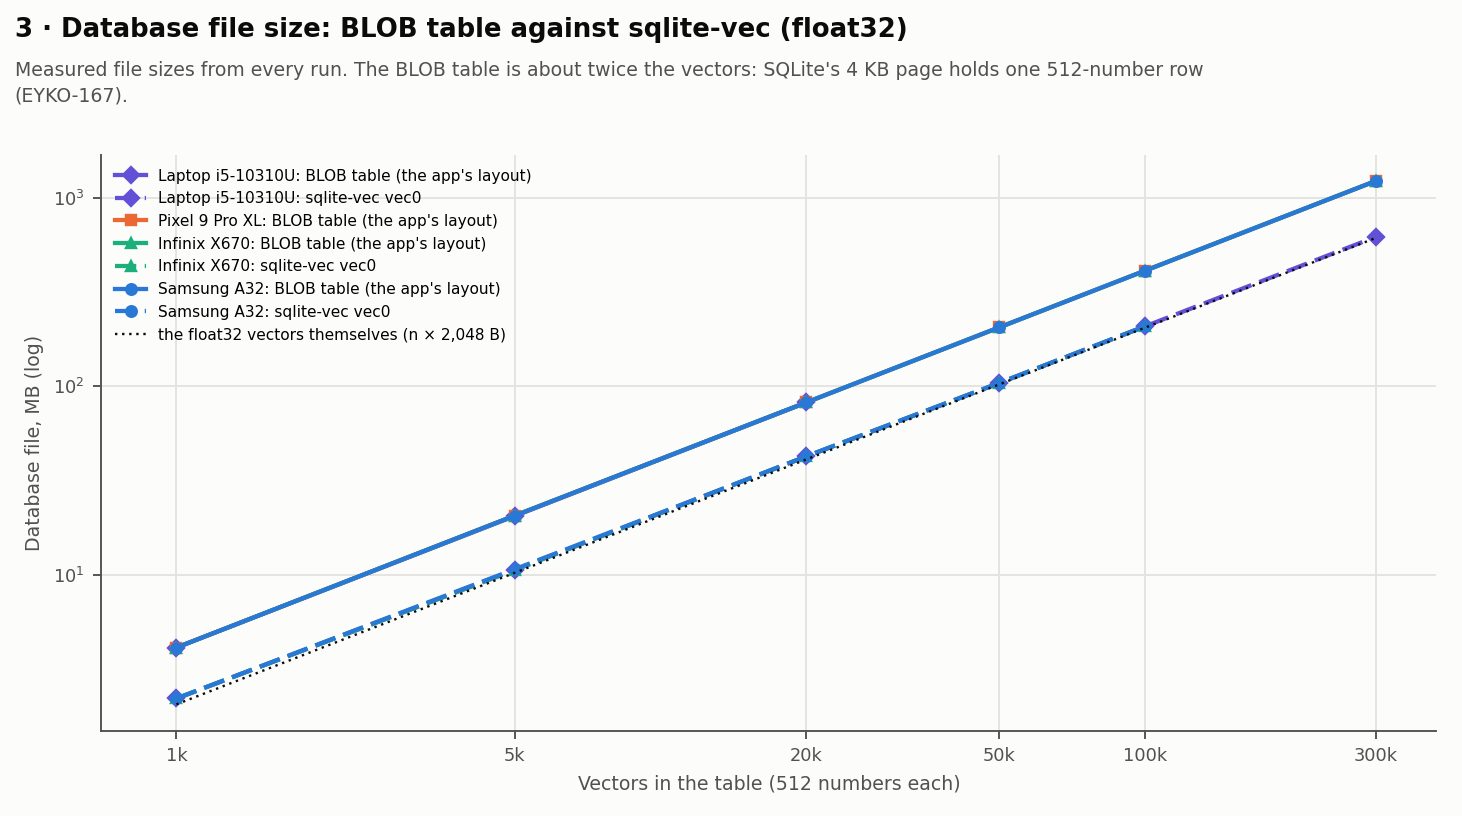 3 · Database file size: BLOB table against sqlite-vec (float32)
Measured file sizes from every run. The BLOB table is about twice the vectors: SQLite's 4 KB page holds one 512-number row
(EYKO-167).
Laptop i5-10310U: BLOB table (the app's layout)
Laptop i5-10310U: sqlite-vec vec0
Pixel 9 Pro XL: BLOB table (the app's layout)
Infinix X670: BLOB table (the app's layout)
Infinix X670: sqlite-vec vec0
Samsung A32: BLOB table (the app's layout)
Samsung A32: sqlite-vec vec0
the float32 vectors themselves (n × 2,048 B)
Database file, MB (log)
10³
10²
10¹
1k 5k 20k 50k 100k 300k
Vectors in the table (512 numbers each)